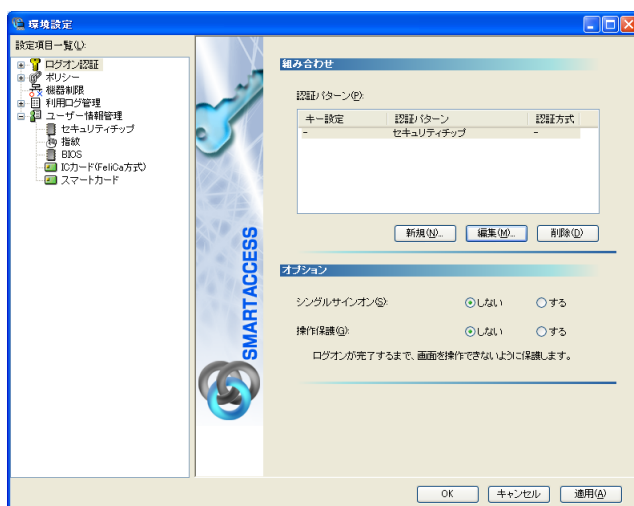 環境設定
設定項目一覧(L):
ログオン認証
ポリシー
機器制限
利用ログ管理
ユーザー情報管理
セキュリティチップ
指紋
BIOS
ICカード(FeliCa方式)
スマートカード
SMARTACCESS
組み合わせ
認証パターン(P):
キー設定 認証パターン 認証方式
- セキュリティチップ -
新規(N)... 編集(M)... 削除(D)
オプション
シングルサインオン(S): しない する
操作保護(G): しない する
ログオンが完了するまで、画面を操作できないように保護します。
OK キャンセル 適用(A)